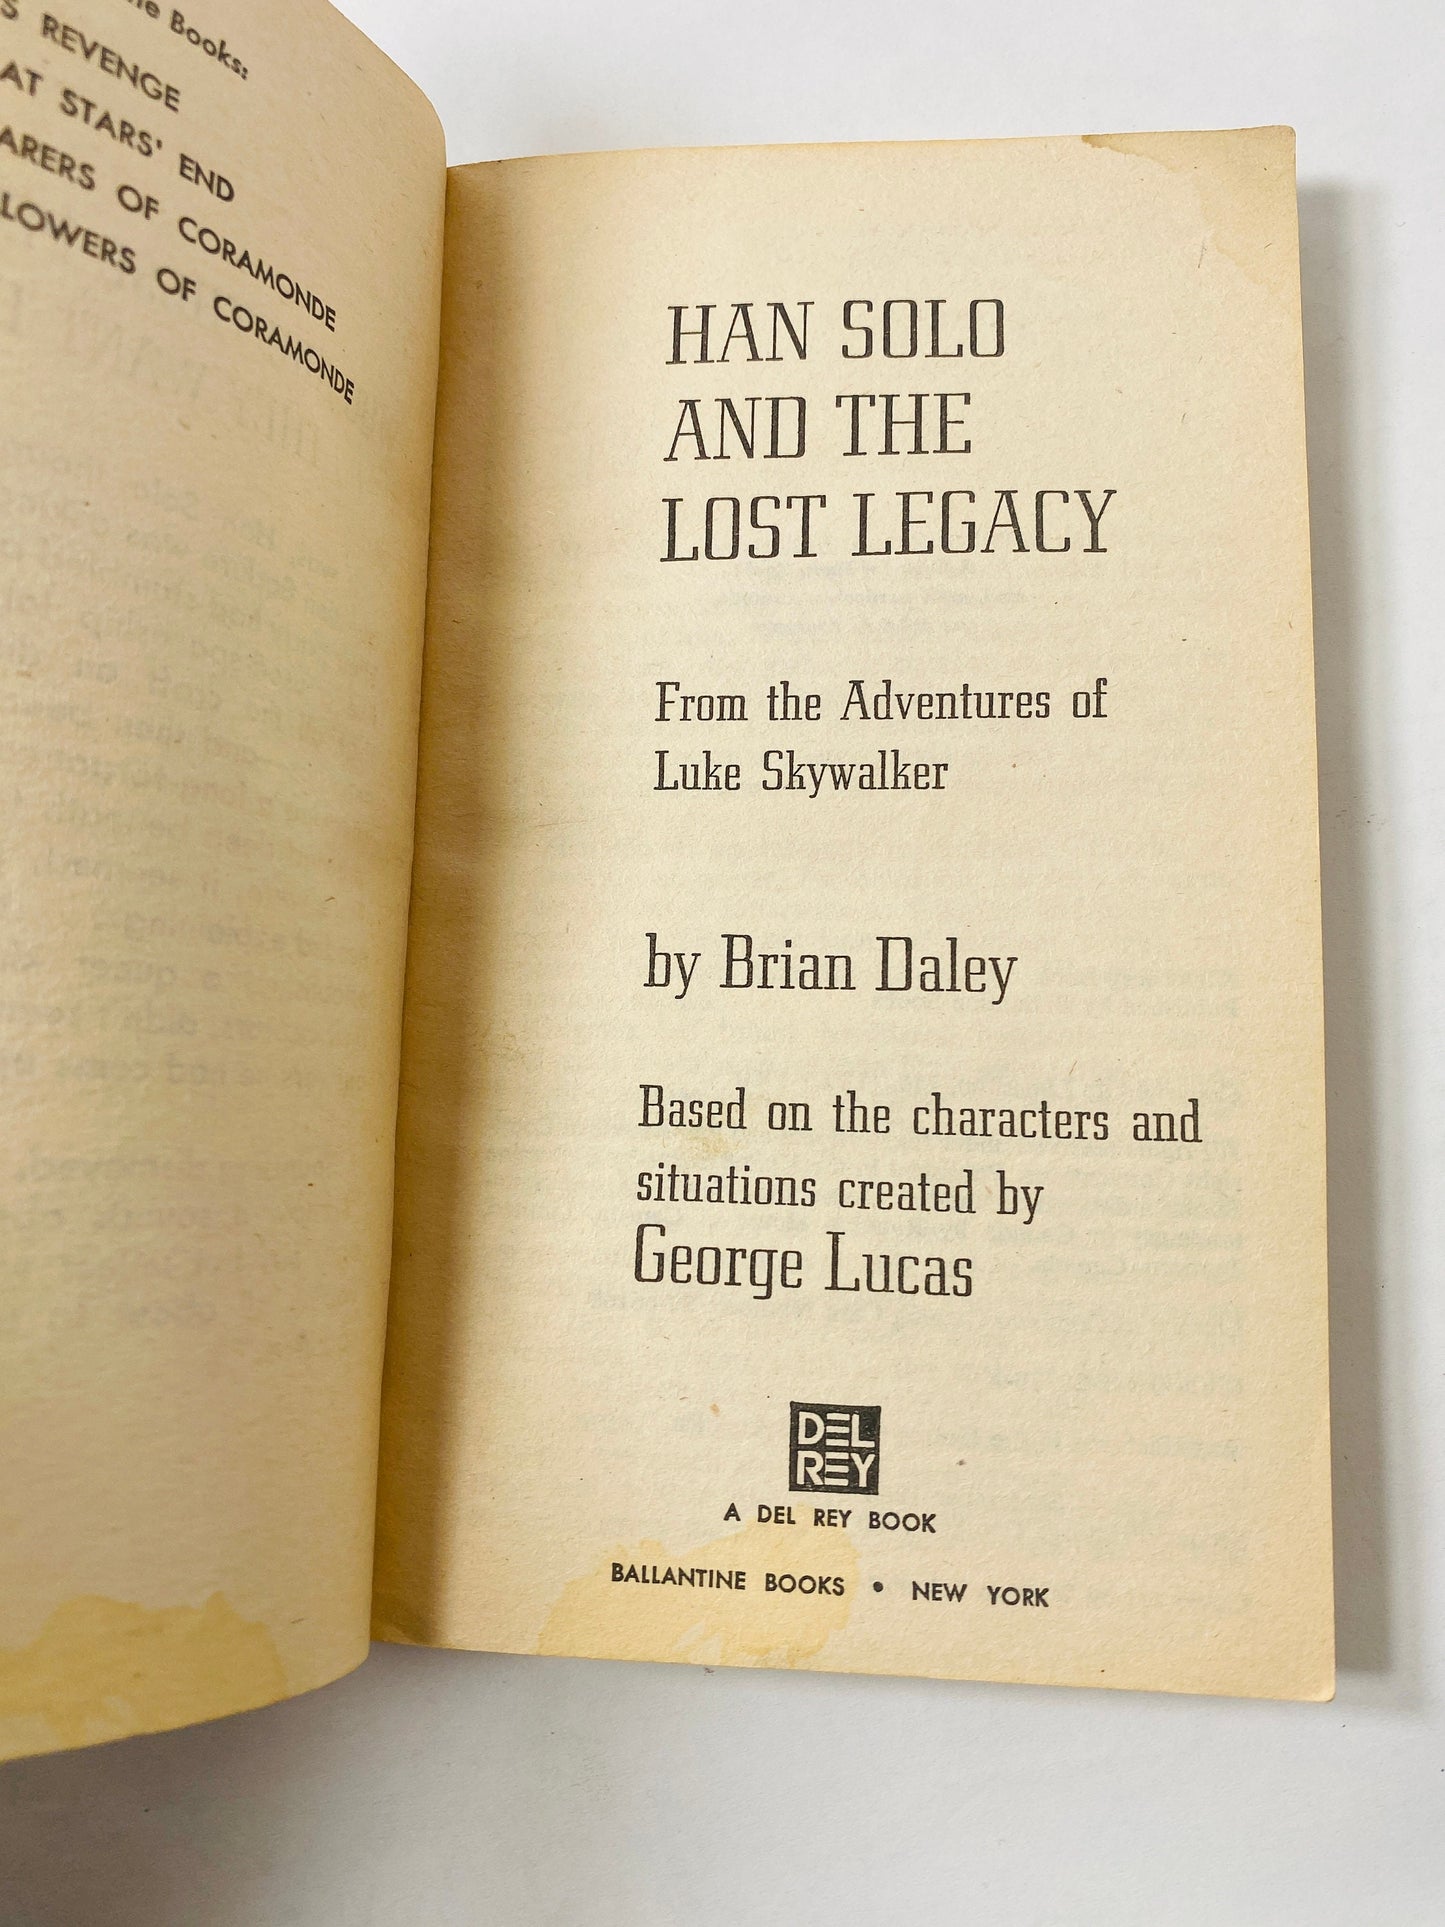 Books:
REVENGE
AT STARS' END
OF CORAMONDE
OF CORAMONDE
HAN SOLO
AND THE
LOST LEGACY
From the Adventures of
Luke Skywalker
by Brian Daley
Based on the characters and
situations created by
George Lucas
DEL
REY
A DEL REY BOOK
BALLANTINE BOOKS • NEW YORK